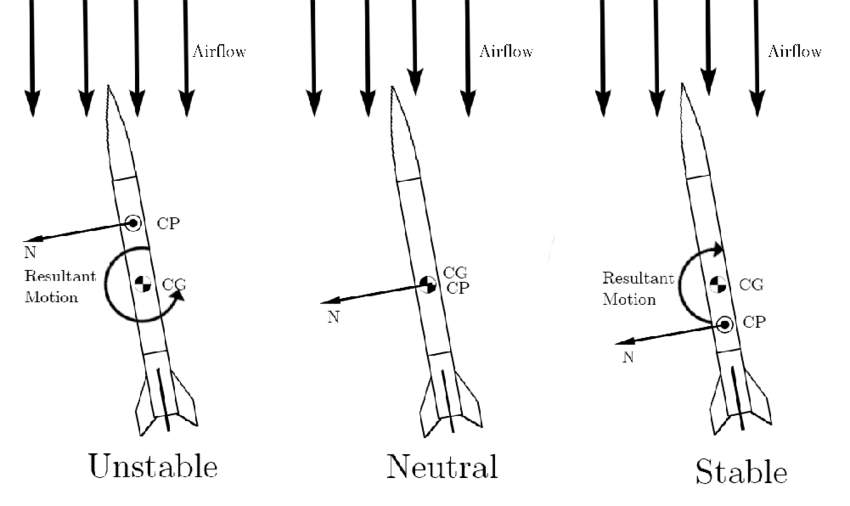 Airflow
CP
N
Resultant
Motion
CG
Unstable
Airflow
CG
CP
N
Neutral
Airflow
Resultant
Motion
CG
CP
N
Stable